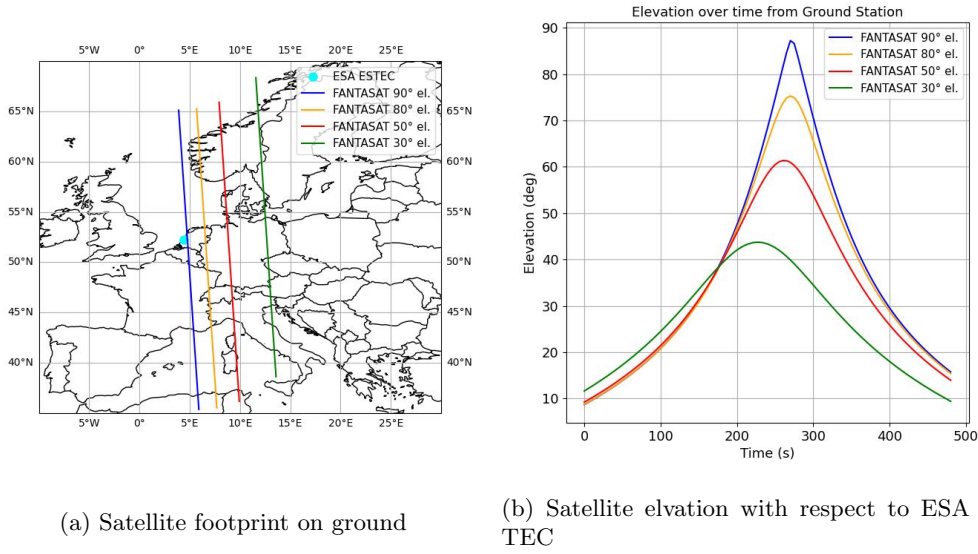 5°W 0° 5°E 10°E 15°E 20°E 25°E
65°N
60°N
55°N
50°N
45°N
40°N
65°N
60°N
55°N
50°N
45°N
40°N
5°W 0° 5°E 10°E 15°E 20°E 25°E
ESA ESTEC
FANTASAT 90° el.
FANTASAT 80° el.
FANTASAT 50° el.
FANTASAT 30° el.
(a) Satellite footprint on ground
Elevation over time from Ground Station
Elevation (deg)
90
80
70
60
50
40
30
20
10
0 100 200 300 400 500
Time (s)
FANTASAT 90° el.
FANTASAT 80° el.
FANTASAT 50° el.
FANTASAT 30° el.
(b) Satellite elvation with respect to ESA
TEC